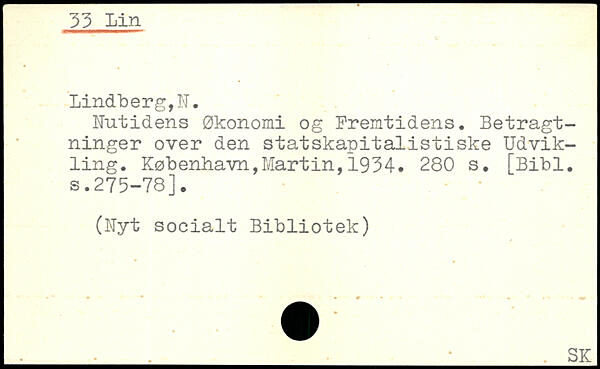 33 Lin
Lindberg,N.
Nutidens Økonomi og Fremtidens. Betragt-
ninger over den statskapitalistiske Udvik-
ling. København,Martin,1934. 280 s. [Bibl.
s.275-78].
(Nyt socialt Bibliotek)
SK